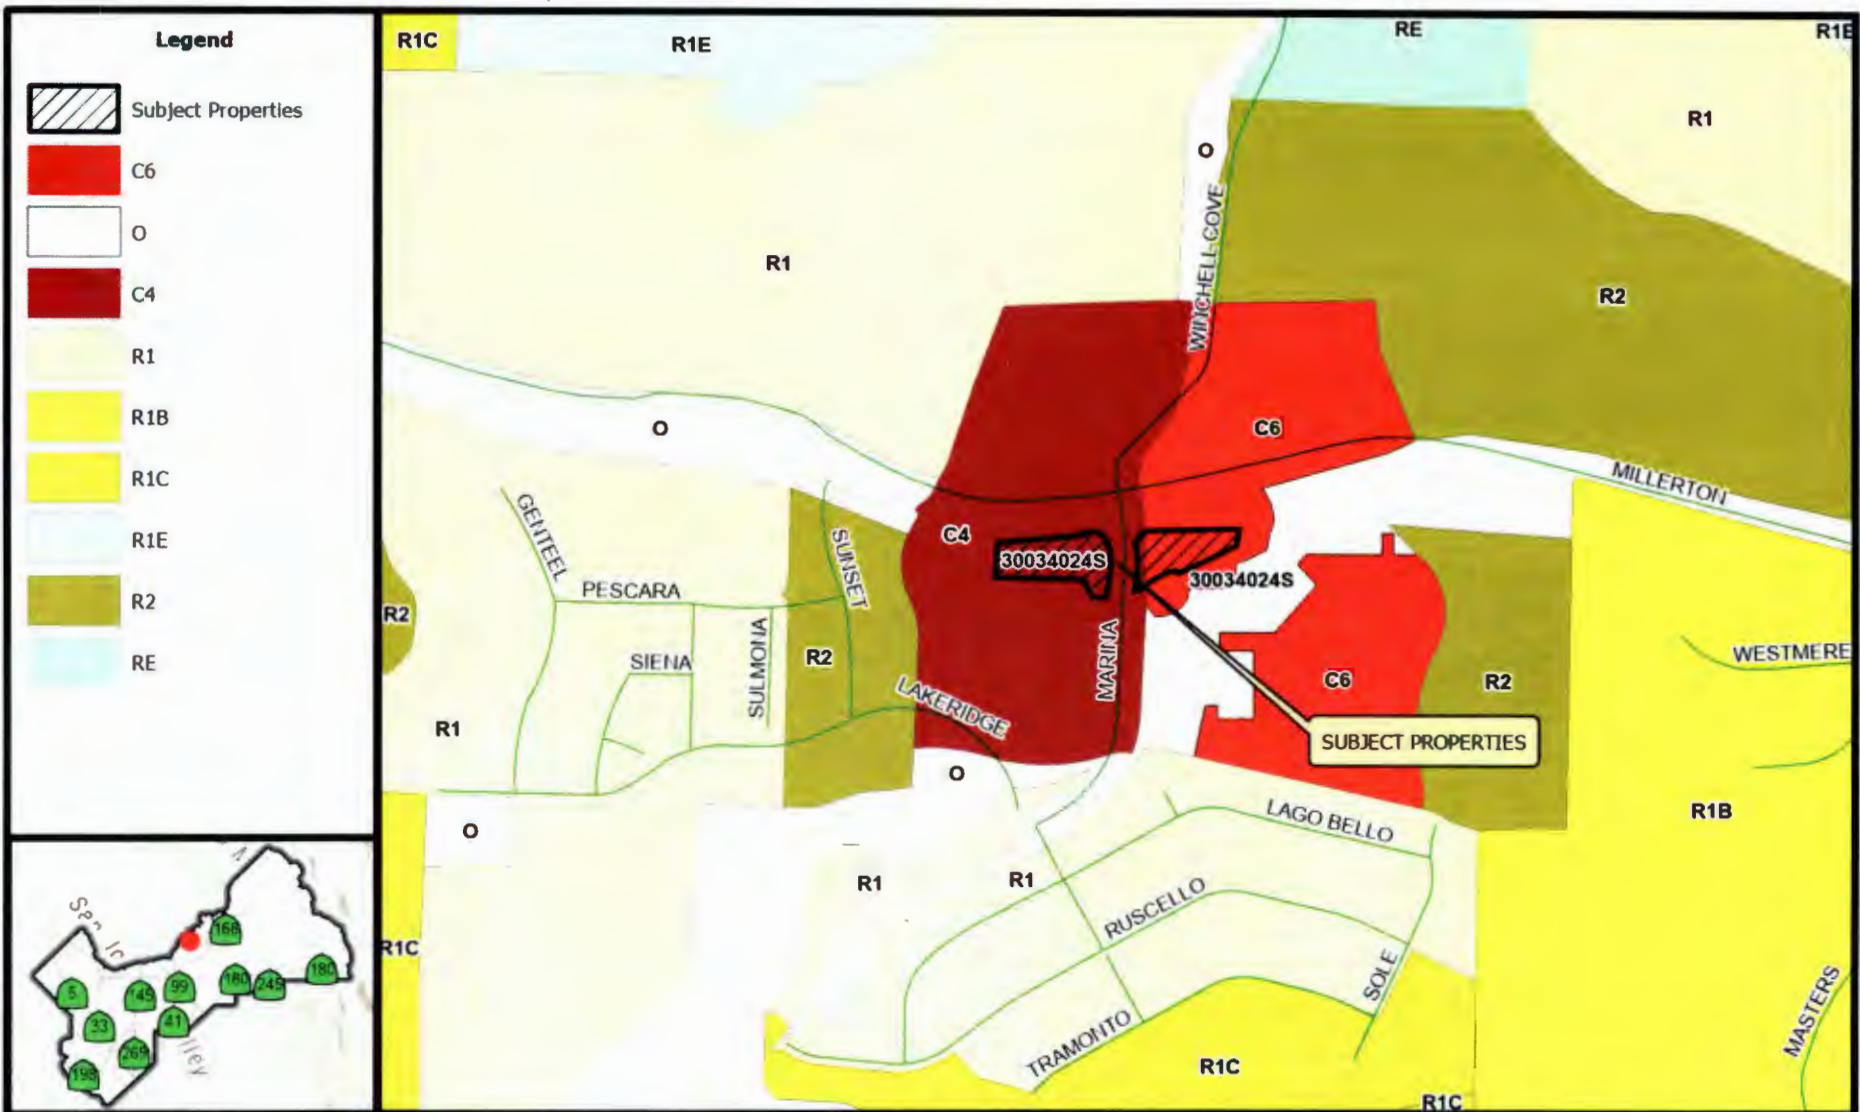 Legend
Subject Properties
C6
O
C4
R1
R1B
R1C
R1E
R2
RE
R1C
R1E
RE
R1E
R1
O
R1
WINCHELL COVE
R2
O
C6
MILLERTON
GENTEEL
SUNSET
C4
30034024S
30034024S
PESCARA
R2
SIENA
SULMONA
R2
MARINA
LAKERIDGE
R1
C6
R2
WESTMERE
SUBJECT PROPERTIES
O
O
LAGO BELLO
R1B
R1
R1
RUSCELLO
R1C
SOLE
TRAMONTO
MASTERS
R1C
R1C
168
5
145
99
180
245
180
33
41
269
198
lley